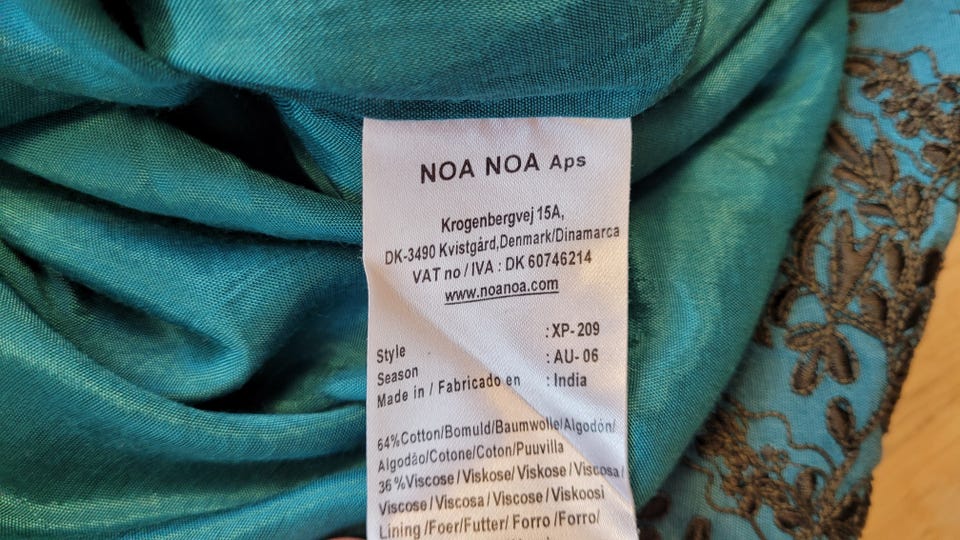 NOA NOA Aps
Krogenbergvej 15A,
DK-3490 Kvistgård,Denmark/Dinamarca
VAT no / IVA : DK 60746214
www.noanoa.com
Style : XP- 209
Season : AU- 06
Made in / Fabricado en : India
64%Cotton/Bomuld/Baumwolle/Algodón/
Algodão/Cotone/Coton/Puuvilla
36%Viscose/Viskose/Viskose/Viscosa/
Viscose/Viscosa/Viscose/Viskoosi
Lining /Foer/Futter/ Forro /Forro/